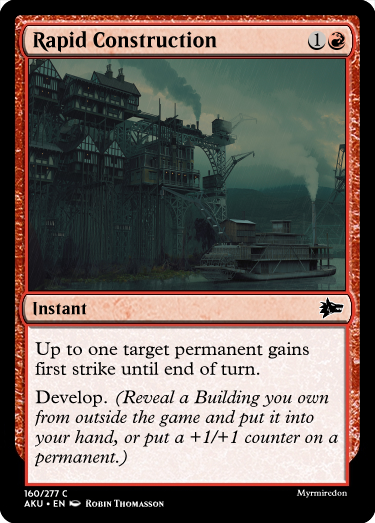 Rapid Construction 1
Instant
Up to one target permanent gains
first strike until end of turn.
Develop. (Reveal a Building you own
from outside the game and put it into
your hand, or put a +1/+1 counter on a
permanent.)
160/277 C Myrmiredon
AKU • EN Robin Thomasson